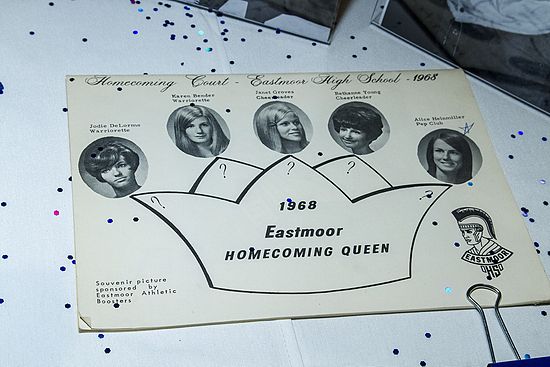 Homecoming Court - Eastmoor High School - 1968
Jodie DeLorme
Warriorette
Karen Bender
Warriorette
Janet Groves
Cheerleader
Bethanne Young
Cheerleader
Alice Heinmiller
Pep Club
? ? ? ? ?
1968
Eastmoor
HOMECOMING QUEEN
Souvenir picture
sponsored by
Eastmoor Athletic
Boosters
EASTMOOR
OHIO